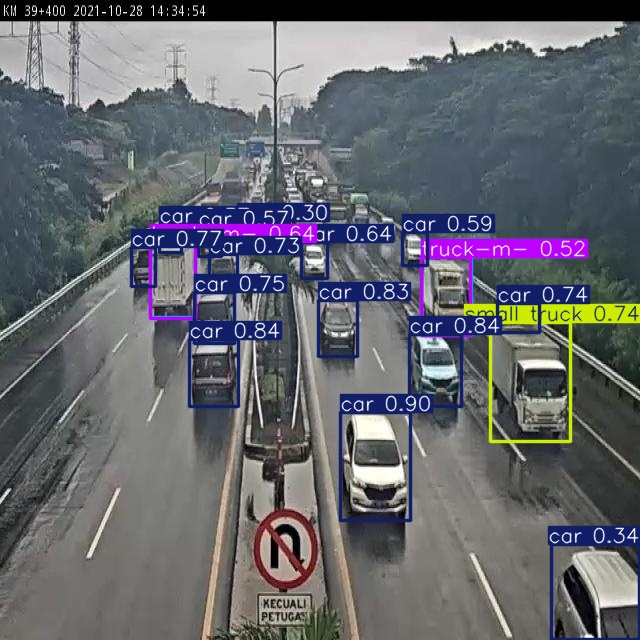 KM 39+400 2021-10-28 14:34:54
car 0.57
0.30
car 0.59
car 0.77
0.64
car 0.73
0.64
truck-m- 0.52
car 0.75
car 0.83
car 0.74
small truck 0.74
car 0.84
car 0.84
car 0.90
car 0.34
KECUALI
PETUGAS